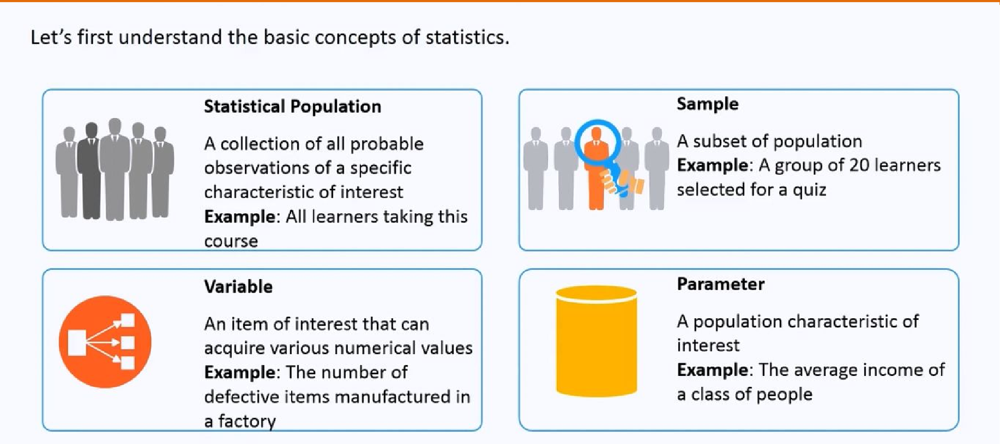 Let’s first understand the basic concepts of statistics.
Statistical Population
A collection of all probable
observations of a specific
characteristic of interest
Example: All learners taking this
course
Sample
A subset of population
Example: A group of 20 learners
selected for a quiz
Variable
An item of interest that can
acquire various numerical values
Example: The number of
defective items manufactured in
a factory
Parameter
A population characteristic of
interest
Example: The average income of
a class of people